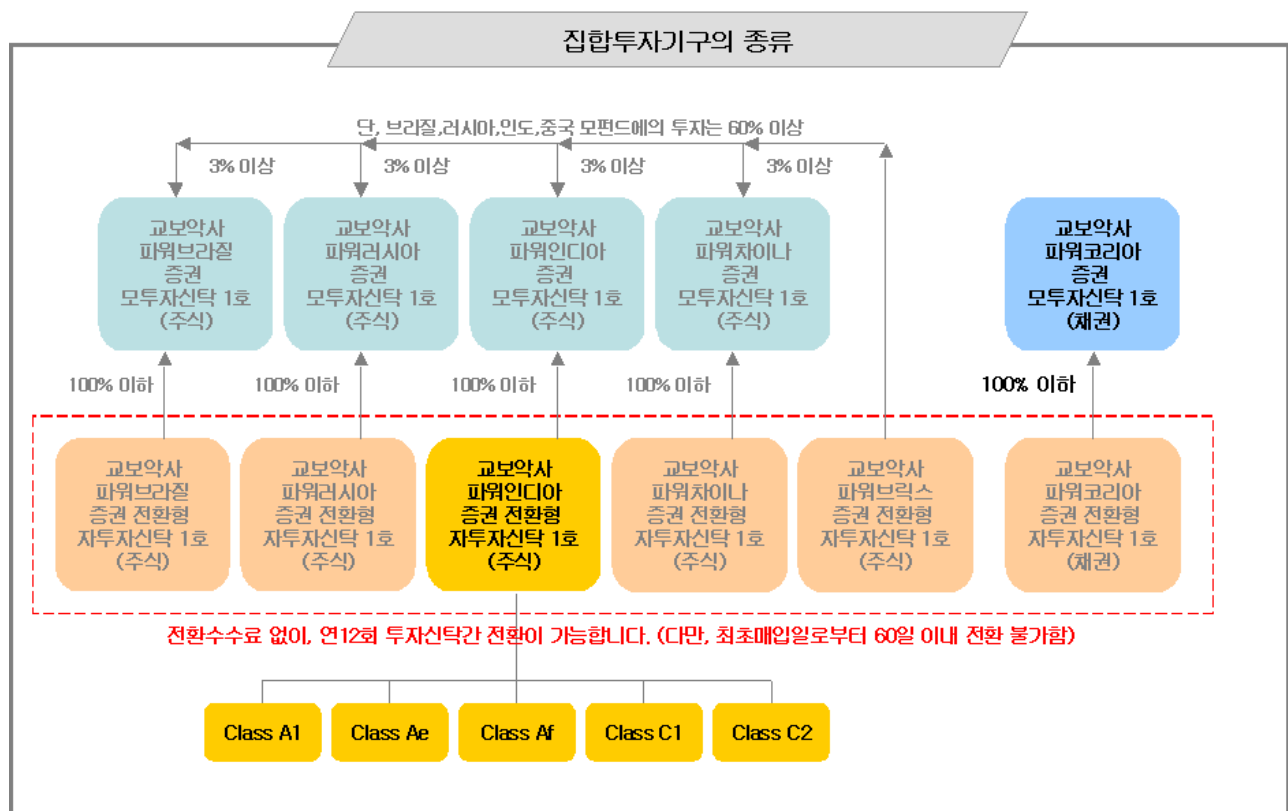 집합투자기구의 종류
단, 브라질,러시아,인도,중국 모펀드에의 투자는 60% 이상
3% 이상
3% 이상
3% 이상
3% 이상
교보악사
파워브라질
증권
모투자신탁 1호
(주식)
교보악사
파워러시아
증권
모투자신탁 1호
(주식)
교보악사
파워인디아
증권
모투자신탁 1호
(주식)
교보악사
파워차이나
증권
모투자신탁 1호
(주식)
교보악사
파워코리아
증권
모투자신탁 1호
(채권)
100% 이하
100% 이하
100% 이하
100% 이하
100% 이하
교보악사
파워브라질
증권 전환형
자투자신탁 1호
(주식)
교보악사
파워러시아
증권 전환형
자투자신탁 1호
(주식)
교보악사
파워인디아
증권 전환형
자투자신탁 1호
(주식)
교보악사
파워차이나
증권 전환형
자투자신탁 1호
(주식)
교보악사
파워브릭스
증권 전환형
자투자신탁 1호
(주식)
교보악사
파워코리아
증권 전환형
자투자신탁 1호
(채권)
전환수수료 없이, 연12회 투자신탁간 전환이 가능합니다. (다만, 최초매입일로부터 60일 이내 전환 불가함)
Class A1
Class Ae
Class Af
Class C1
Class C2